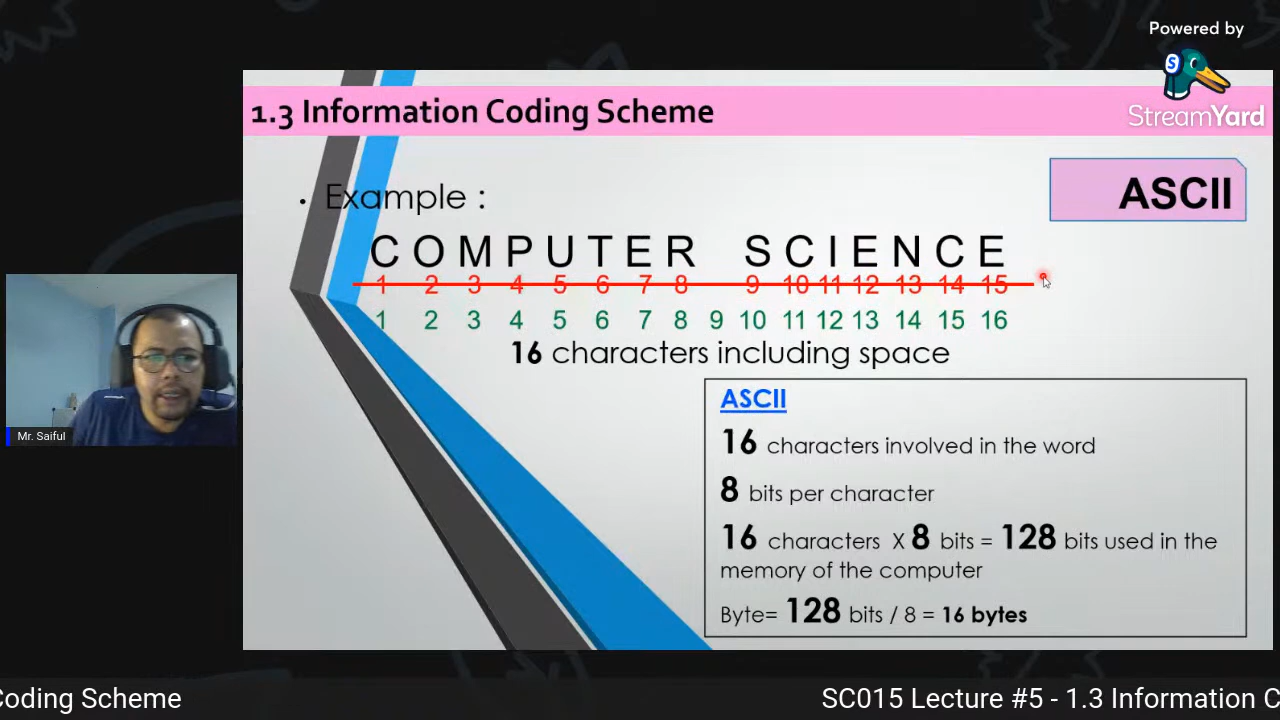 Powered by
StreamYard
1.3 Information Coding Scheme
ASCII
• Example :
COMPUTER SCIENCE
1 2 3 4 5 6 7 8 9 10 11 12 13 14 15
1 2 3 4 5 6 7 8 9 10 11 12 13 14 15 16
16 characters including space
ASCII
16 characters involved in the word
8 bits per character
16 characters X 8 bits = 128 bits used in the
memory of the computer
Byte= 128 bits / 8 = 16 bytes
Mr. Saiful
Coding Scheme
SC015 Lecture #5 - 1.3 Information C